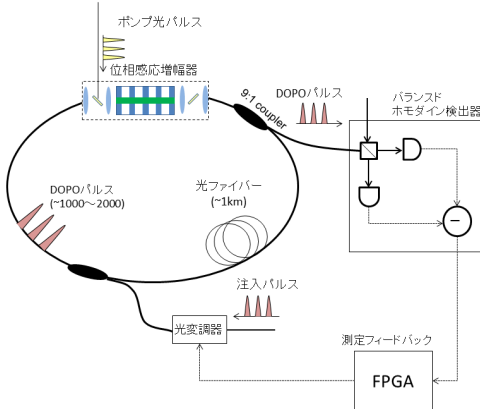 ポンプ光パルス
位相感応増幅器
9:1 coupler
DOPOパルス
バランスド
ホモダイン検出器
DOPOパルス
(~1000～2000)
光ファイバー
(~1km)
注入パルス
光変調器
測定フィードバック
FPGA